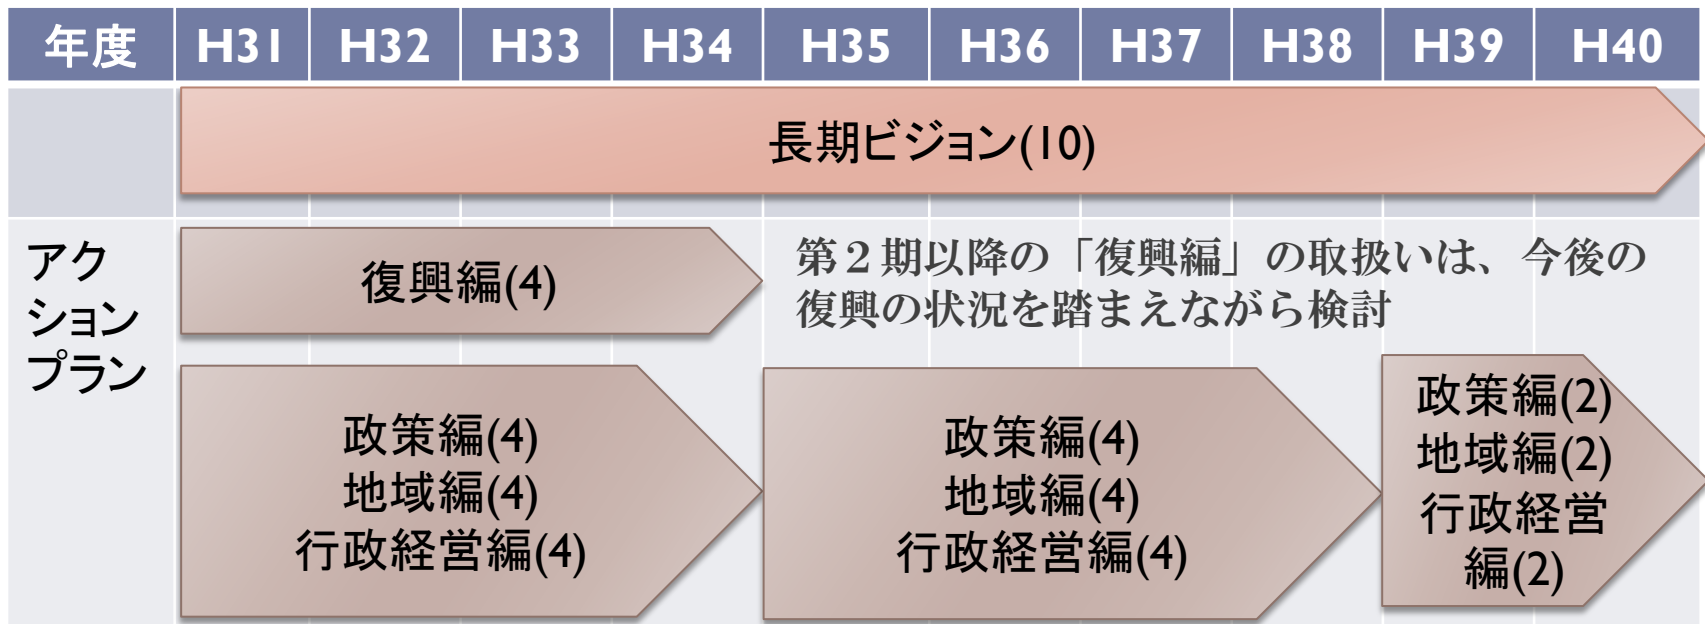 年度 H31 H32 H33 H34 H35 H36 H37 H38 H39 H40
長期ビジョン(10)
アク
ション
プラン
復興編(4)
第２期以降の「復興編」の取扱いは、今後の
復興の状況を踏まえながら検討
政策編(4)
地域編(4)
行政経営編(4)
政策編(4)
地域編(4)
行政経営編(4)
政策編(2)
地域編(2)
行政経営
編(2)